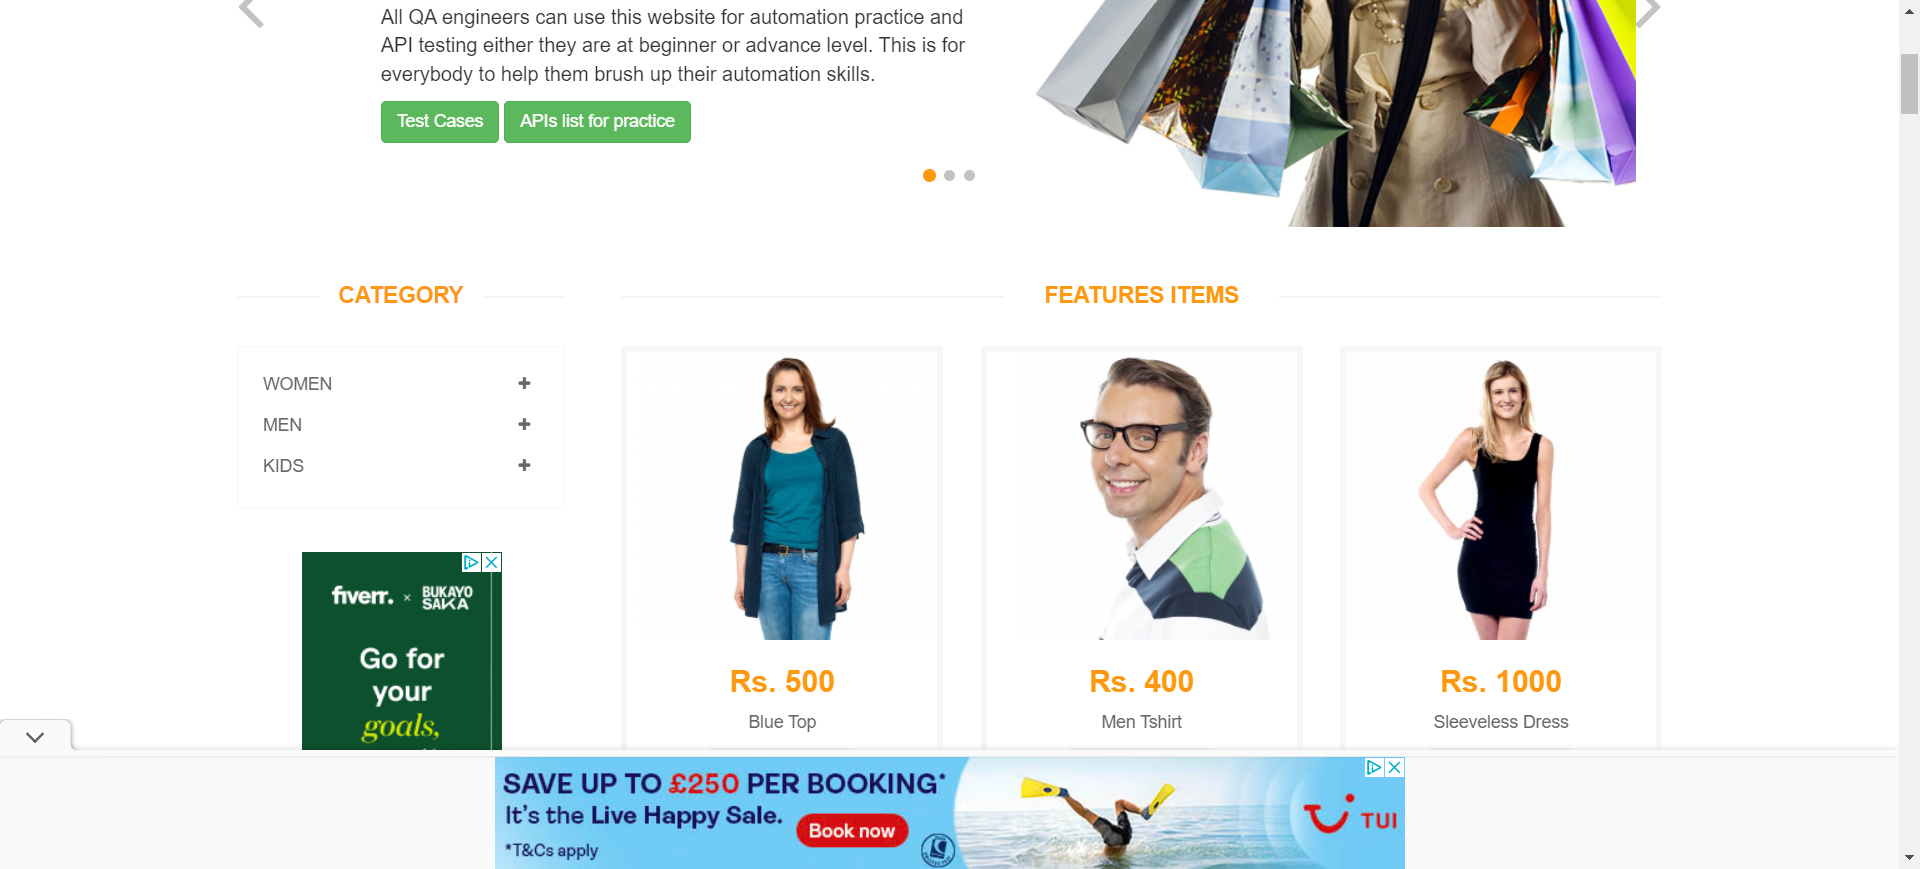 All QA engineers can use this website for automation practice and
API testing either they are at beginner or advance level. This is for
everybody to help them brush up their automation skills.
Test Cases
APIs list for practice
CATEGORY
WOMEN
MEN
KIDS
fiverr. × BUKAYO SAKA
Go for
your
goals,
FEATURES ITEMS
Rs. 500
Blue Top
Rs. 400
Men Tshirt
Rs. 1000
Sleeveless Dress
SAVE UP TO £250 PER BOOKING*
It's the Live Happy Sale.
Book now
*T&Cs apply
TUI